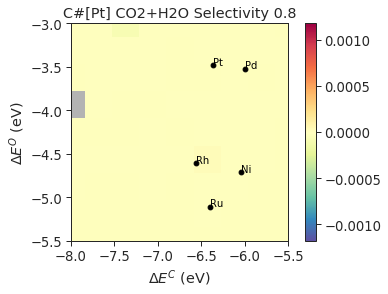 C#[Pt] CO2+H2O Selectivity 0.8
−3.0
−3.5
−4.0
−4.5
−5.0
−5.5
ΔE^O (eV)
Pt
Pd
Rh
Ni
Ru
−8.0 −7.5 −7.0 −6.5 −6.0 −5.5
ΔE^C (eV)
0.0010
0.0005
0.0000
−0.0005
−0.0010